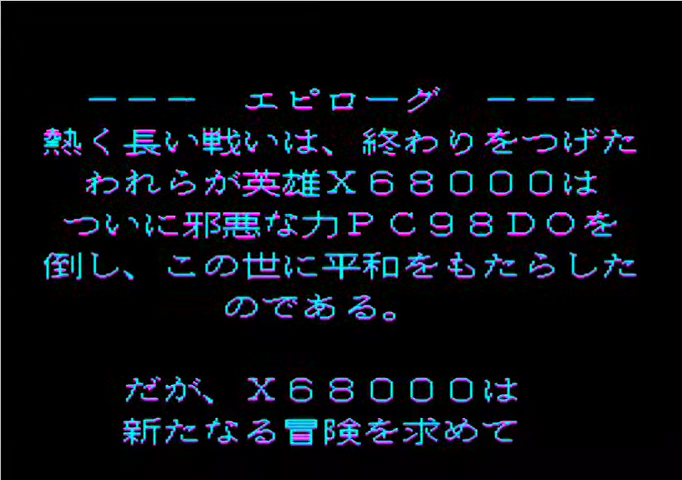 ーーー　エピローグ　ーーー
熱く長い戦いは、終わりをつげた
われらが英雄Ｘ６８０００は
ついに邪悪な力ＰＣ９８ＤＯを
倒し、この世に平和をもたらした
のである。
だが、Ｘ６８０００は
新たなる冒険を求めて